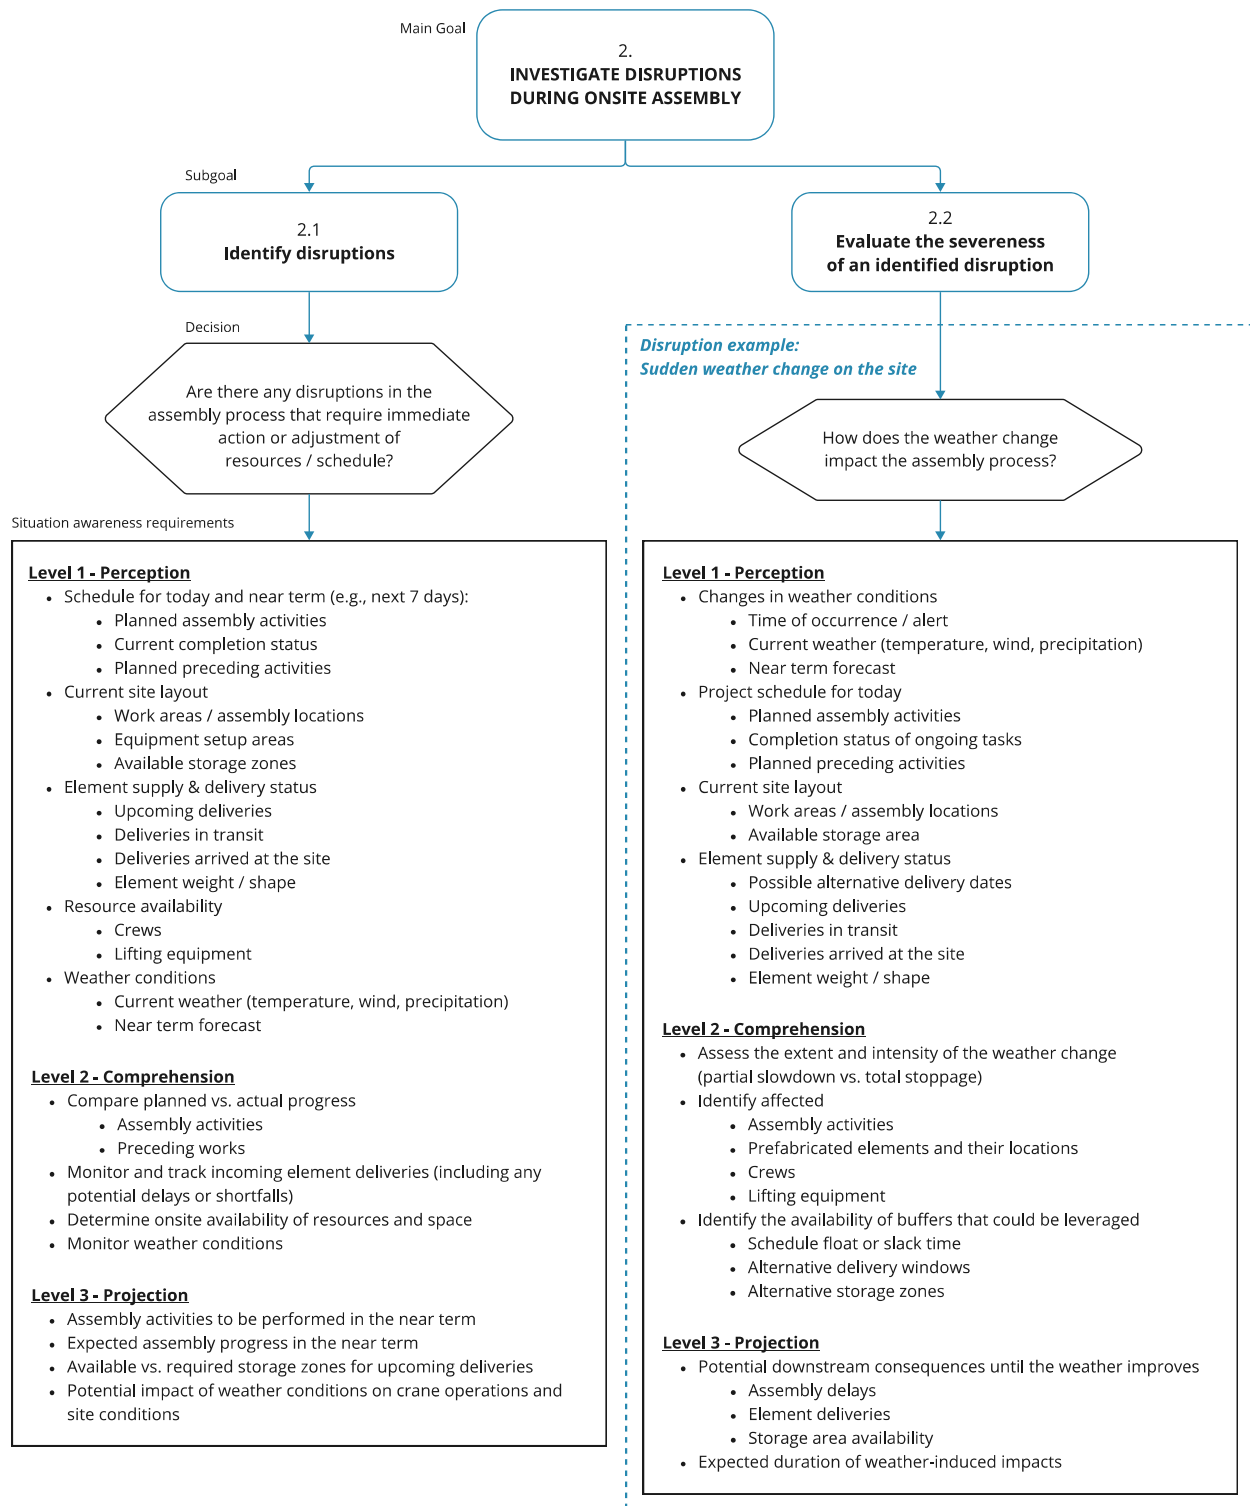 Main Goal
2.
INVESTIGATE DISRUPTIONS
DURING ONSITE ASSEMBLY
Subgoal
2.1
Identify disruptions
Decision
Are there any disruptions in the
assembly process that require immediate
action or adjustment of
resources / schedule?
Situation awareness requirements
Level 1 - Perception
• Schedule for today and near term (e.g., next 7 days):
• Planned assembly activities
• Current completion status
• Planned preceding activities
• Current site layout
• Work areas / assembly locations
• Equipment setup areas
• Available storage zones
• Element supply & delivery status
• Upcoming deliveries
• Deliveries in transit
• Deliveries arrived at the site
• Element weight / shape
• Resource availability
• Crews
• Lifting equipment
• Weather conditions
• Current weather (temperature, wind, precipitation)
• Near term forecast
Level 2 - Comprehension
• Compare planned vs. actual progress
• Assembly activities
• Preceding works
• Monitor and track incoming element deliveries (including any
potential delays or shortfalls)
• Determine onsite availability of resources and space
• Monitor weather conditions
Level 3 - Projection
• Assembly activities to be performed in the near term
• Expected assembly progress in the near term
• Available vs. required storage zones for upcoming deliveries
• Potential impact of weather conditions on crane operations and
site conditions
2.2
Evaluate the severeness
of an identified disruption
Disruption example:
Sudden weather change on the site
How does the weather change
impact the assembly process?
Level 1 - Perception
• Changes in weather conditions
• Time of occurrence / alert
• Current weather (temperature, wind, precipitation)
• Near term forecast
• Project schedule for today
• Planned assembly activities
• Completion status of ongoing tasks
• Planned preceding activities
• Current site layout
• Work areas / assembly locations
• Available storage area
• Element supply & delivery status
• Possible alternative delivery dates
• Upcoming deliveries
• Deliveries in transit
• Deliveries arrived at the site
• Element weight / shape
Level 2 - Comprehension
• Assess the extent and intensity of the weather change
(partial slowdown vs. total stoppage)
• Identify affected
• Assembly activities
• Prefabricated elements and their locations
• Crews
• Lifting equipment
• Identify the availability of buffers that could be leveraged
• Schedule float or slack time
• Alternative delivery windows
• Alternative storage zones
Level 3 - Projection
• Potential downstream consequences until the weather improves
• Assembly delays
• Element deliveries
• Storage area availability
• Expected duration of weather-induced impacts